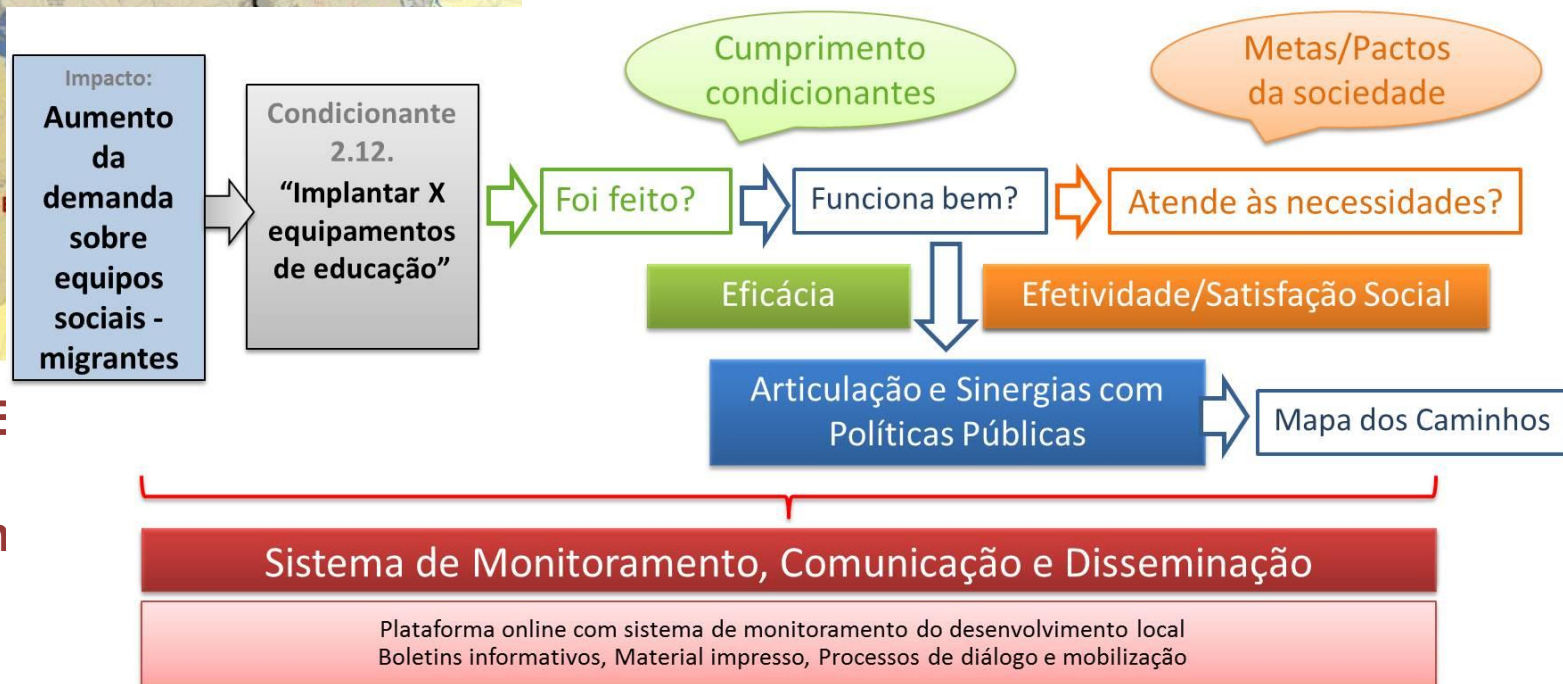 Impacto:
Aumento
da
demanda
sobre
equipos
sociais -
migrantes
Condicionante
2.12.
“Implantar X
equipamentos
de educação”
Cumprimento
condicionantes
Metas/Pactos
da sociedade
Foi feito?
Funciona bem?
Atende às necessidades?
Eficácia
Efetividade/Satisfação Social
Articulação e Sinergias com
Políticas Públicas
Mapa dos Caminhos
Sistema de Monitoramento, Comunicação e Disseminação
Plataforma online com sistema de monitoramento do desenvolvimento local
Boletins informativos, Material impresso, Processos de diálogo e mobilização